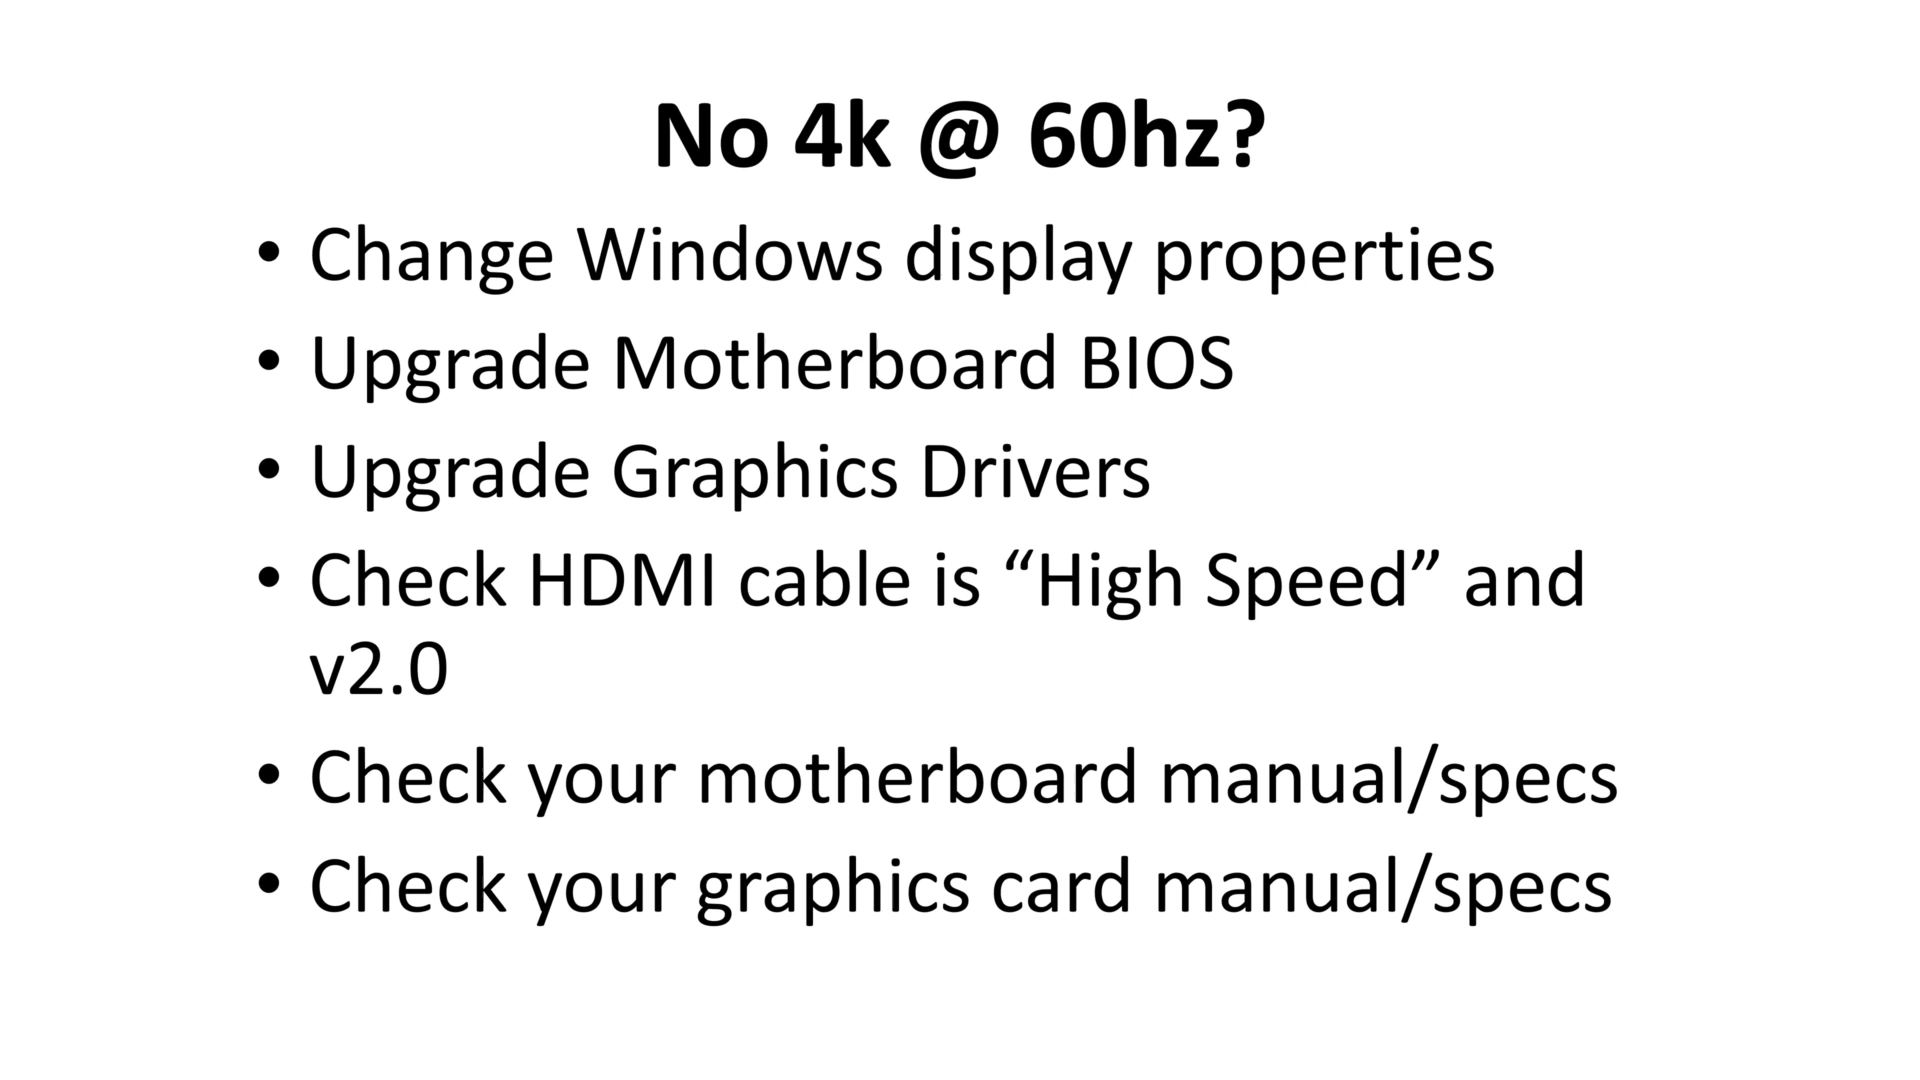 No 4k @ 60hz?
• Change Windows display properties
• Upgrade Motherboard BIOS
• Upgrade Graphics Drivers
• Check HDMI cable is “High Speed” and
v2.0
• Check your motherboard manual/specs
• Check your graphics card manual/specs